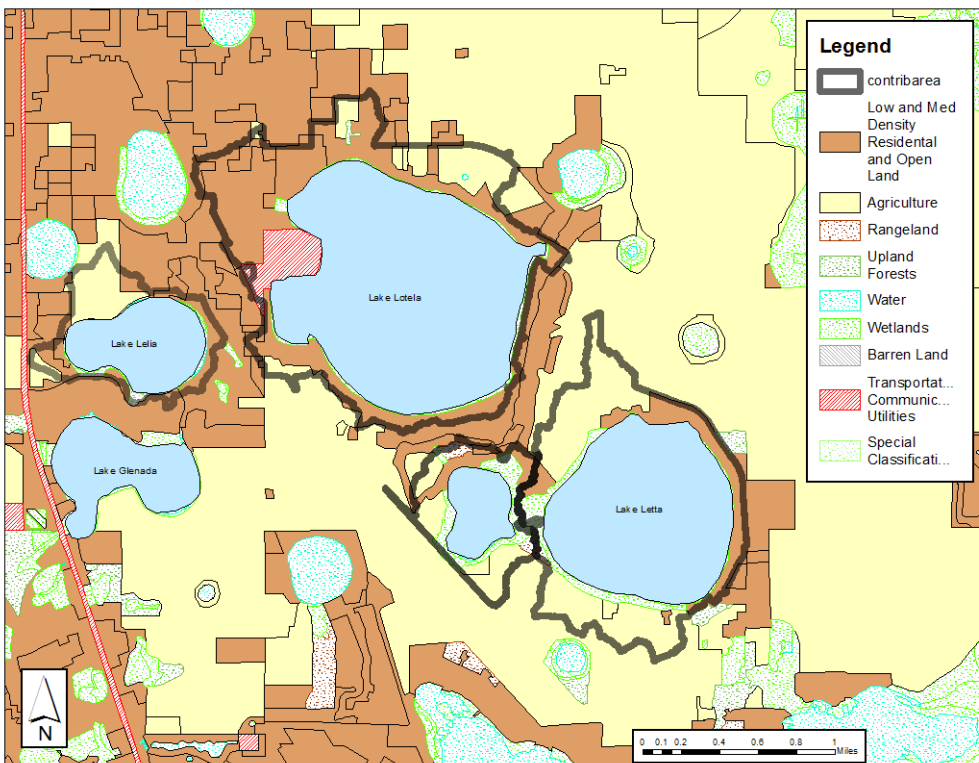 Legend
contribarea
Low and Med
Density
Residental
and Open
Land
Agriculture
Rangeland
Upland
Forests
Water
Wetlands
Barren Land
Transportat...
Communic...
Utilities
Special
Classificati...
Lake Lotela
Lake Lelia
Lake Glenada
Lake Letta
N
0 0.1 0.2 0.4 0.6 0.8 1
Miles